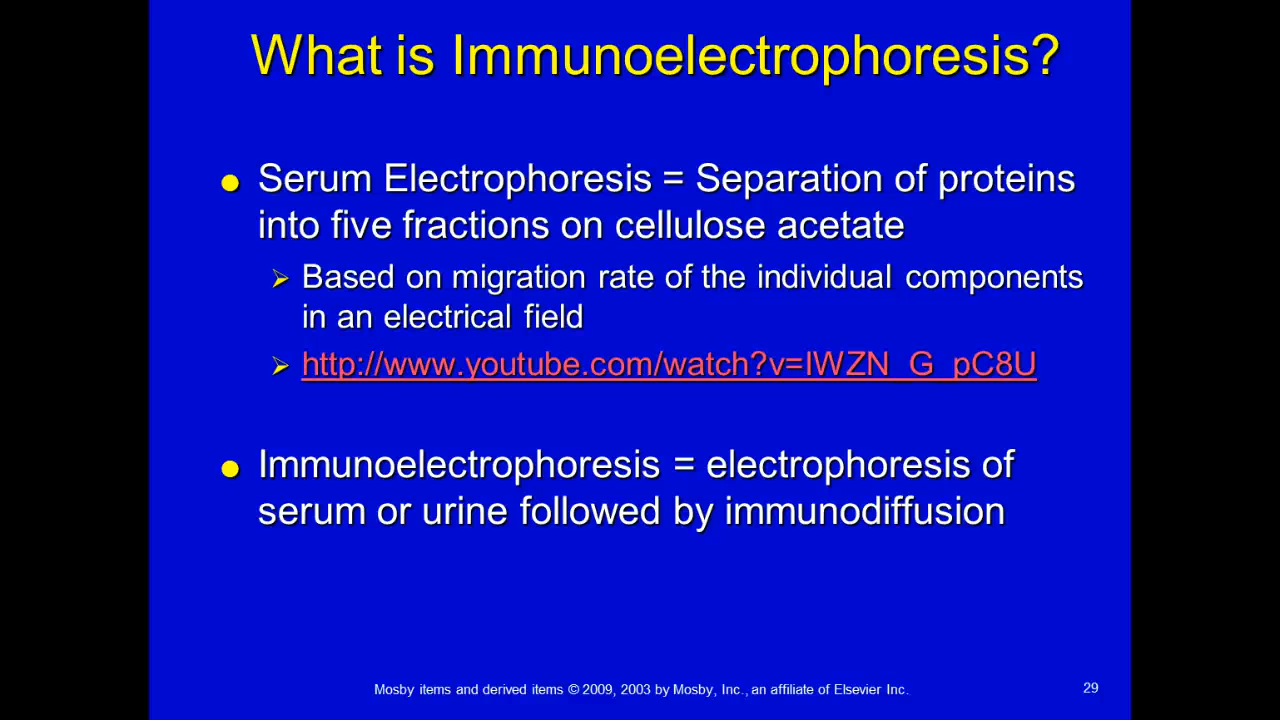 What is Immunoelectrophoresis?
Serum Electrophoresis = Separation of proteins
into five fractions on cellulose acetate
Based on migration rate of the individual components
in an electrical field
http://www.youtube.com/watch?v=lWZN_G_pC8U
Immunoelectrophoresis = electrophoresis of
serum or urine followed by immunodiffusion
Mosby items and derived items © 2009, 2003 by Mosby, Inc., an affiliate of Elsevier Inc.
29